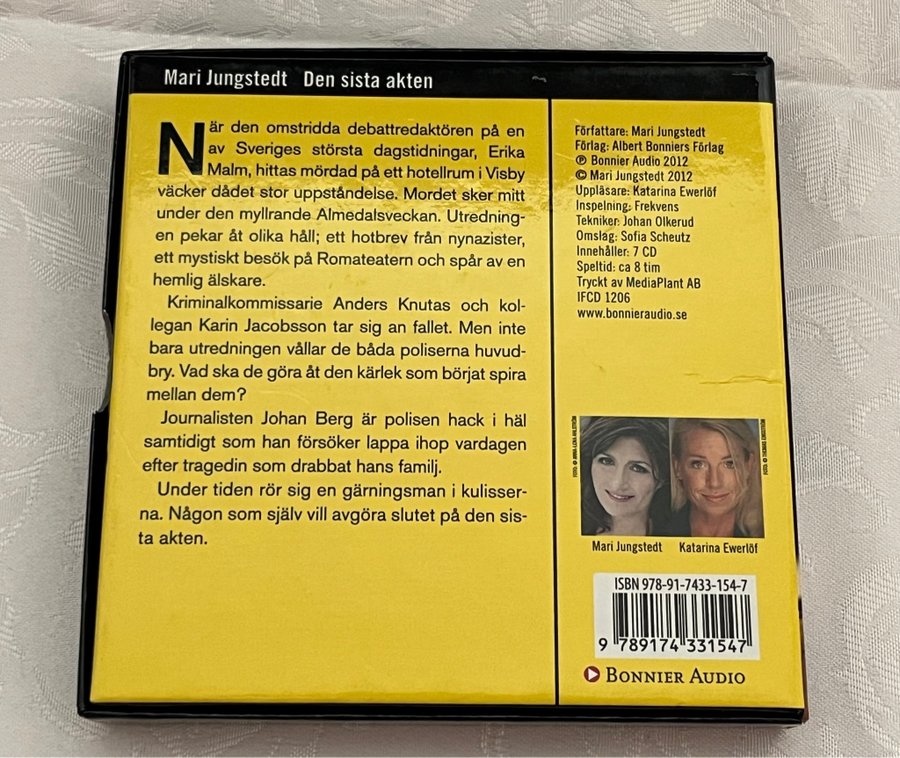 Mari Jungstedt Den sista akten
När den omstridda debattredaktören på en
av Sveriges största dagstidningar, Erika
Malm, hittas mördad på ett hotellrum i Visby
väcker dådet stor uppståndelse. Mordet sker mitt
under den myllrande Almedalsveckan. Utredning-
en pekar åt olika håll; ett hotbrev från nynazister,
ett mystiskt besök på Romateatern och spår av en
hemlig älskare.
Kriminalkommissarie Anders Knutas och kol-
legan Karin Jacobsson tar sig an fallet. Men inte
bara utredningen vållar de båda poliserna huvud-
bry. Vad ska de göra åt den kärlek som börjat spira
mellan dem?
Journalisten Johan Berg är polisen hack i häl
samtidigt som han försöker lappa ihop vardagen
efter tragedin som drabbat hans familj.
Under tiden rör sig en gärningsman i kulisser-
na. Någon som själv vill avgöra slutet på den sis-
ta akten.
Författare: Mari Jungstedt
Förlag: Albert Bonniers Förlag
℗ Bonnier Audio 2012
© Mari Jungstedt 2012
Uppläsare: Katarina Ewerlöf
Inspelning: Frekvens
Tekniker: Johan Olkerud
Omslag: Sofia Scheutz
Innehåller: 7 CD
Speltid: ca 8 tim
Tryckt av MediaPlant AB
IFCD 1206
www.bonnieraudio.se
Mari Jungstedt Katarina Ewerlöf
ISBN 978-91-7433-154-7
9 789174 331547
BONNIER AUDIO